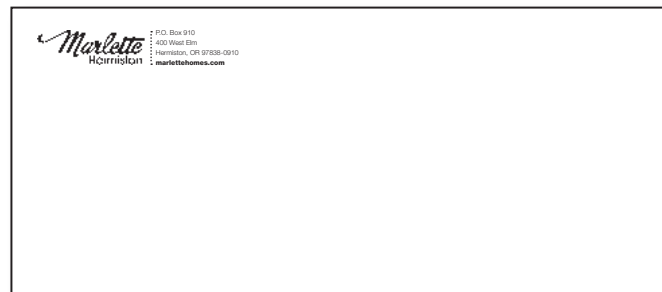 Marlette
Hermiston
P.O. Box 910
400 West Elm
Hermiston, OR 97838-0910
marlettehomes.com